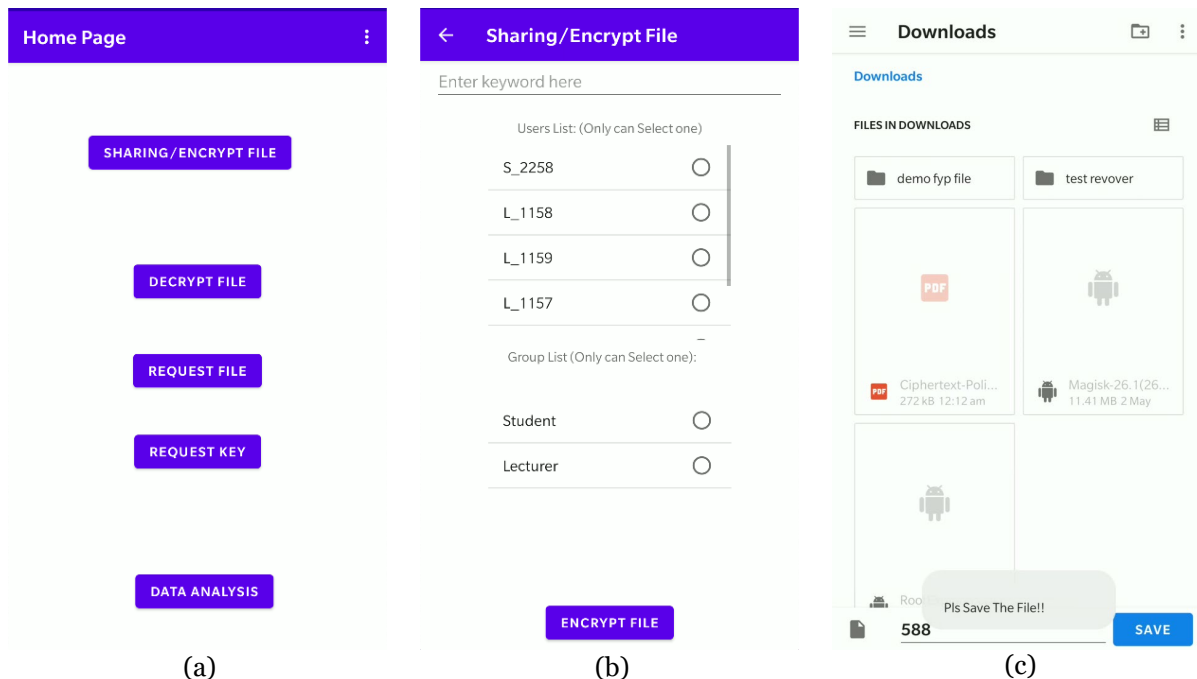 Home Page
SHARING/ENCRYPT FILE
DECRYPT FILE
REQUEST FILE
REQUEST KEY
DATA ANALYSIS
(a)
Sharing/Encrypt File
Enter keyword here
Users List: (Only can Select one)
S_2258
L_1158
L_1159
L_1157
Group List (Only can Select one):
Student
Lecturer
ENCRYPT FILE
(b)
Downloads
Downloads
FILES IN DOWNLOADS
demo fyp file
test revover
PDF
PDF
Ciphertext-Poli...
272 kB 12:12 am
Magisk-26.1(26...
11.41 MB 2 May
Pls Save The File!!
588
SAVE
(c)